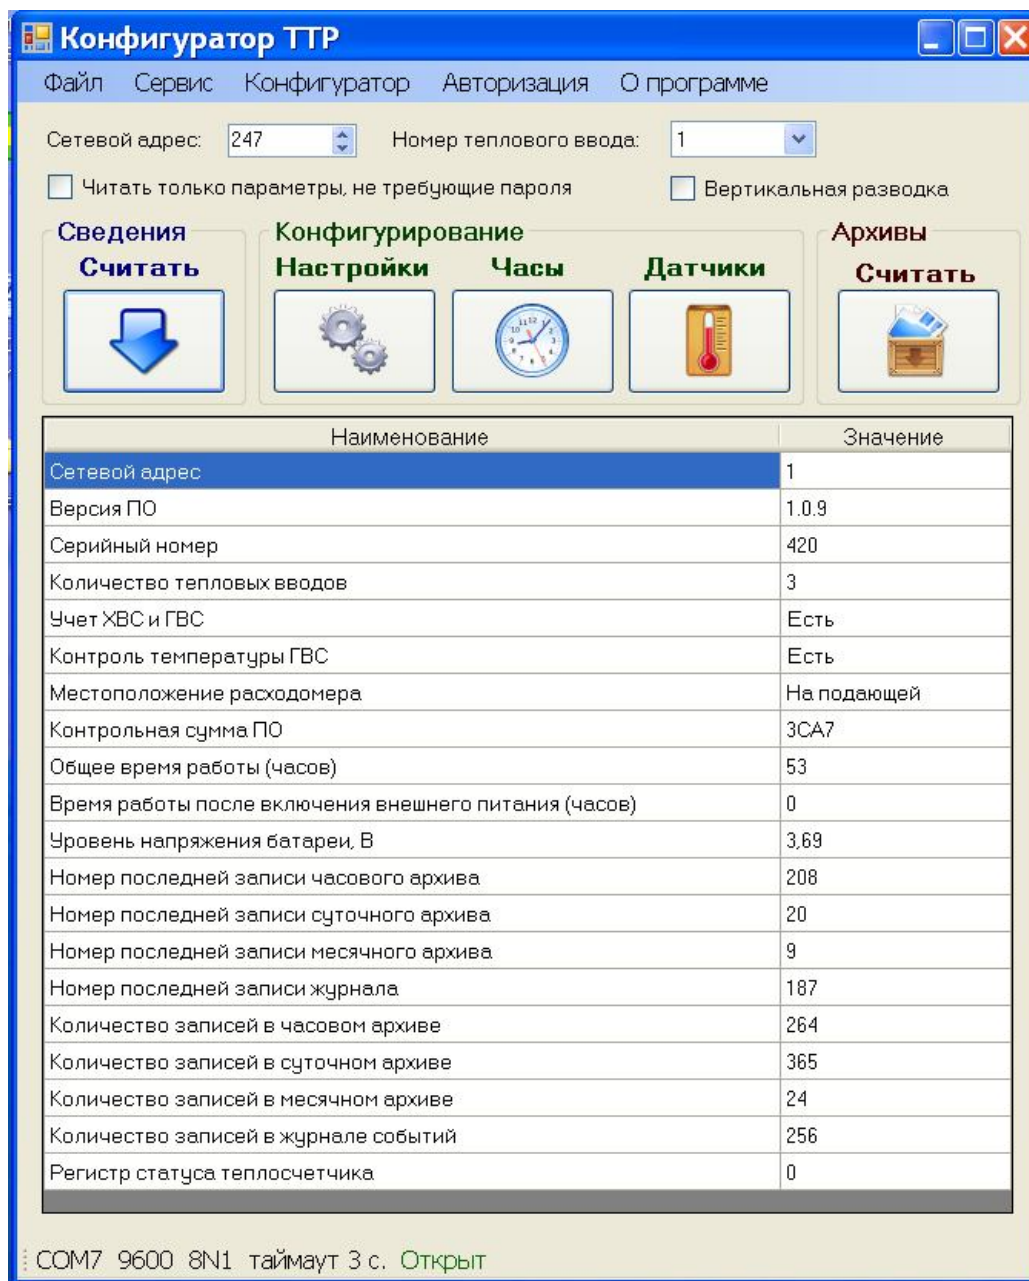 Конфигуратор ТТР
Файл Сервис Конфигуратор Авторизация О программе
Сетевой адрес: 247 Номер теплового ввода: 1
Читать только параметры, не требующие пароля Вертикальная разводка
Сведения Конфигурирование Архивы
Считать Настройки Часы Датчики Считать
Наименование Значение
Сетевой адрес 1
Версия ПО 1.0.9
Серийный номер 420
Количество тепловых вводов 3
Учет ХВС и ГВС Есть
Контроль температуры ГВС Есть
Местоположение расходомера На подающей
Контрольная сумма ПО 3CA7
Общее время работы (часов) 53
Время работы после включения внешнего питания (часов) 0
Уровень напряжения батареи, В 3,69
Номер последней записи часового архива 208
Номер последней записи суточного архива 20
Номер последней записи месячного архива 9
Номер последней записи журнала 187
Количество записей в часовом архиве 264
Количество записей в суточном архиве 365
Количество записей в месячном архиве 24
Количество записей в журнале событий 256
Регистр статуса теплосчетчика 0
COM7 9600 8N1 таймаут 3 с. Открыт